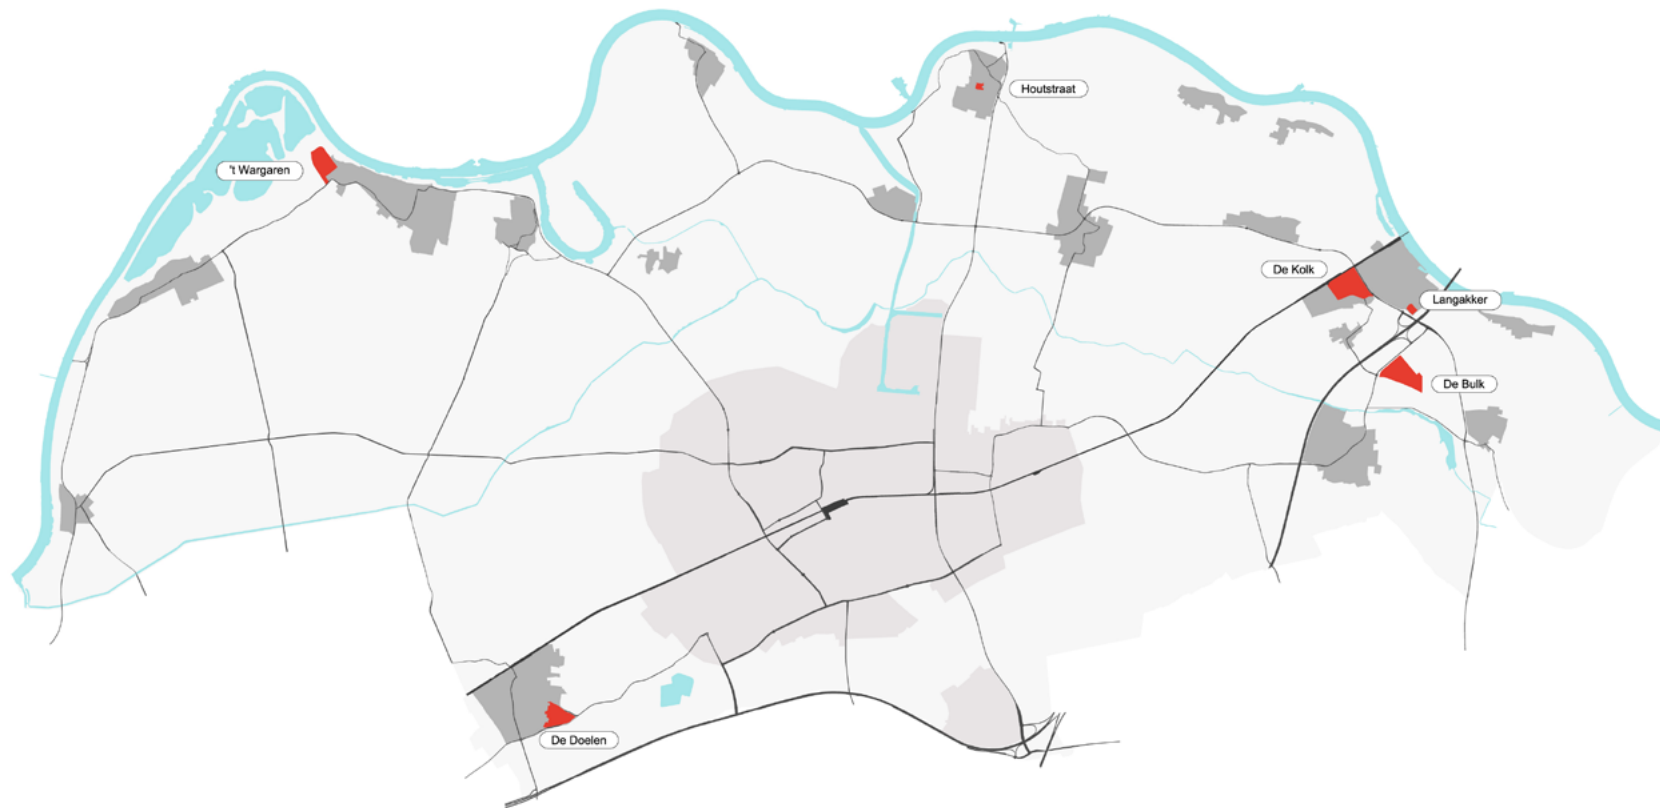 Houtstraat
't Wargaren
De Kolk
Langakker
De Bulk
De Doelen